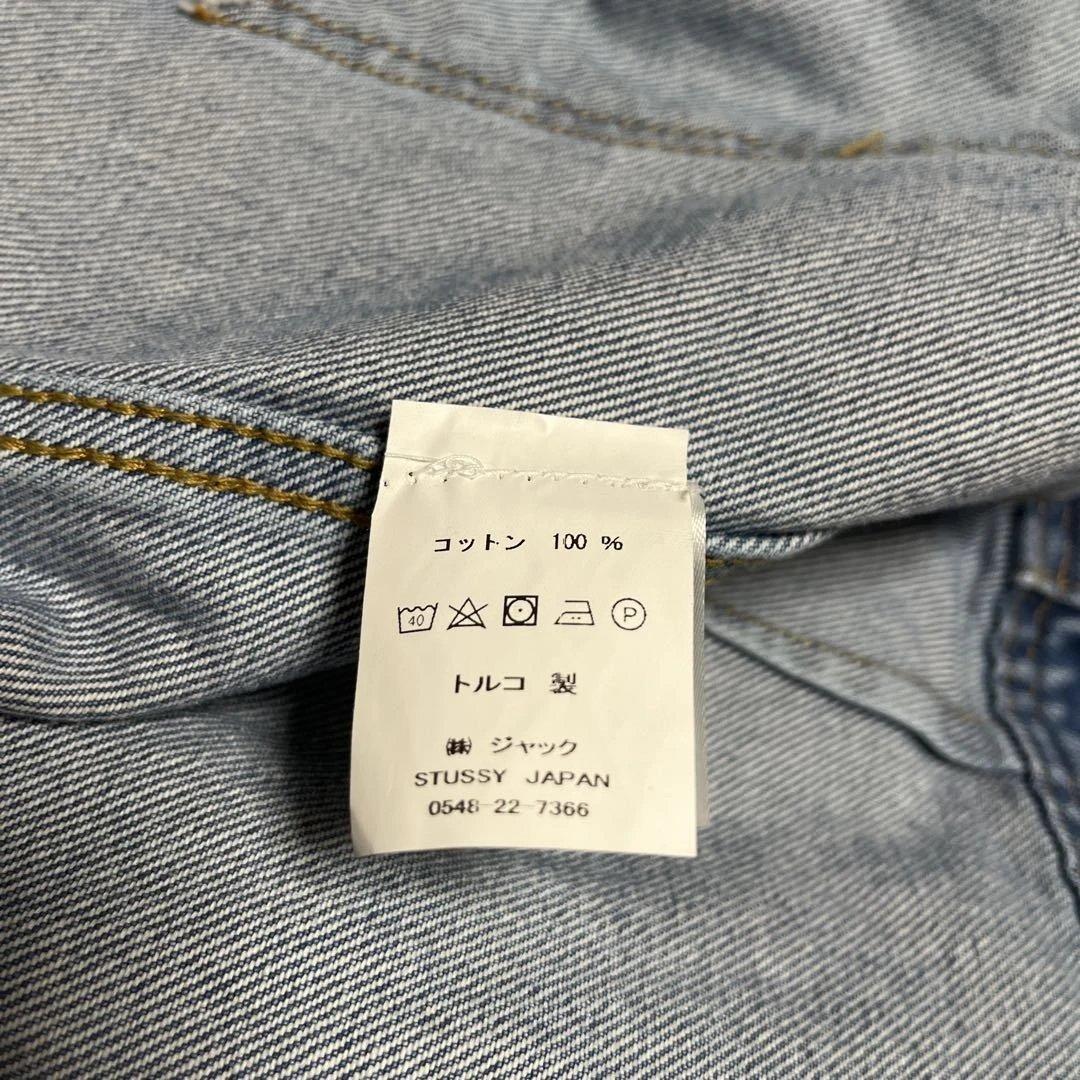 コットン 100 %
40 P
トルコ 製
㈱ ジャック
STUSSY JAPAN
0548-22-7366